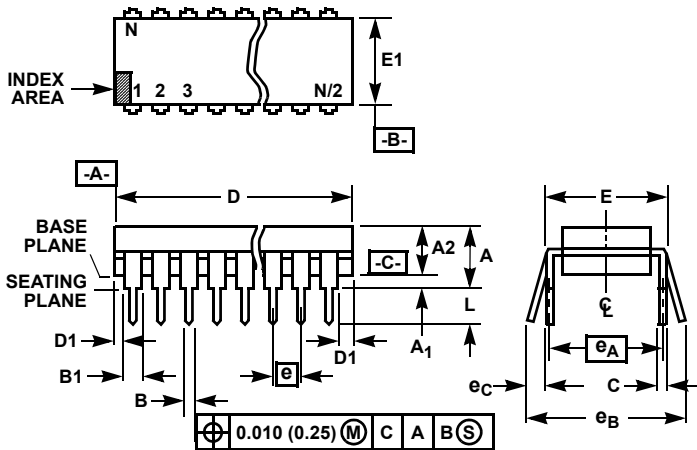 N
E1
INDEX
AREA
1 2 3 N/2
-B-
-A-
D
E
BASE
PLANE
A2
A
-C-
SEATING
PLANE
L
D1
A1
D1
B1
e
eA
B
eC
C
eB
0.010 (0.25) M C A B S